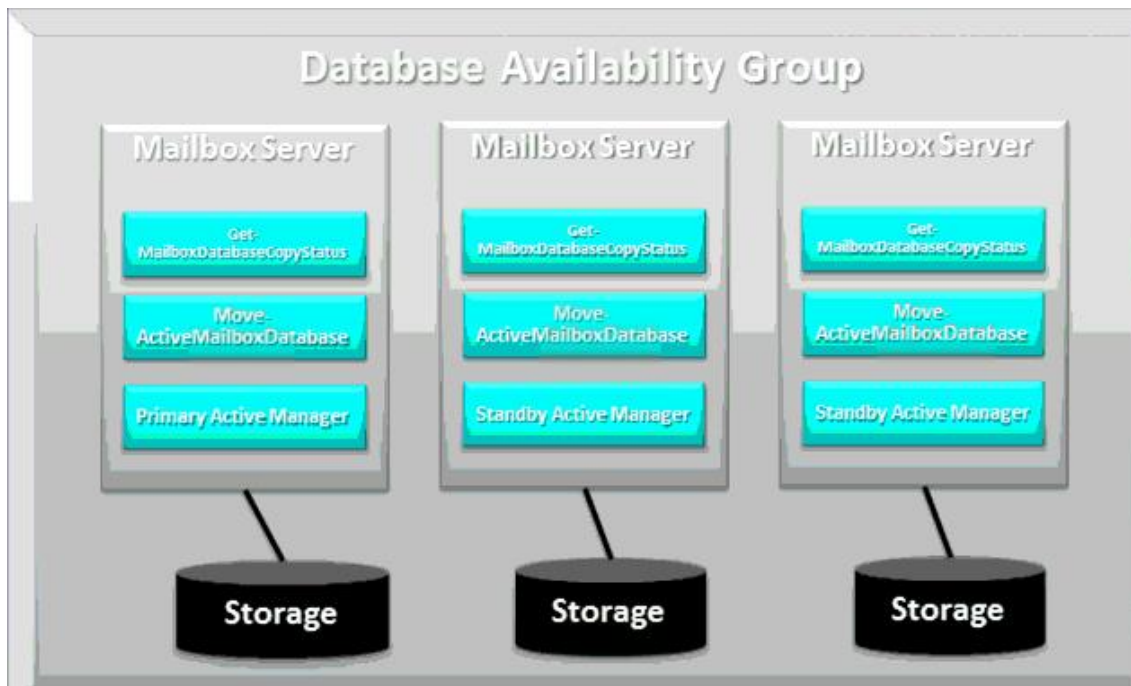 Database Availability Group
Mailbox Server
Get-
MailboxDatabaseCopyStatus
Move-
ActiveMailboxDatabase
Primary Active Manager
Storage
Mailbox Server
Get-
MailboxDatabaseCopyStatus
Move-
ActiveMailboxDatabase
Standby Active Manager
Storage
Mailbox Server
Get-
MailboxDatabaseCopyStatus
Move-
ActiveMailboxDatabase
Standby Active Manager
Storage